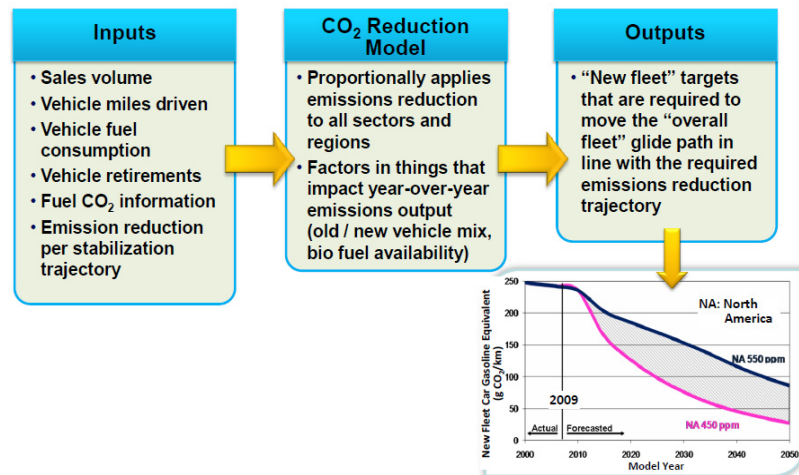 Inputs
• Sales volume
• Vehicle miles driven
• Vehicle fuel
consumption
• Vehicle retirements
• Fuel CO₂ information
• Emission reduction
per stabilization
trajectory
CO₂ Reduction
Model
• Proportionally applies
emissions reduction
to all sectors and
regions
• Factors in things that
impact year-over-year
emissions output
(old / new vehicle mix,
bio fuel availability)
Outputs
• “New fleet” targets
that are required to
move the “overall
fleet” glide path in
line with the required
emissions reduction
trajectory
New Fleet Car Gasoline Equivalent
(g CO₂/km)
250
200
150
100
50
0
NA: North
America
NA 550 ppm
2009
NA 450 ppm
Actual Forecasted
2000 2010 2020 2030 2040 2050
Model Year